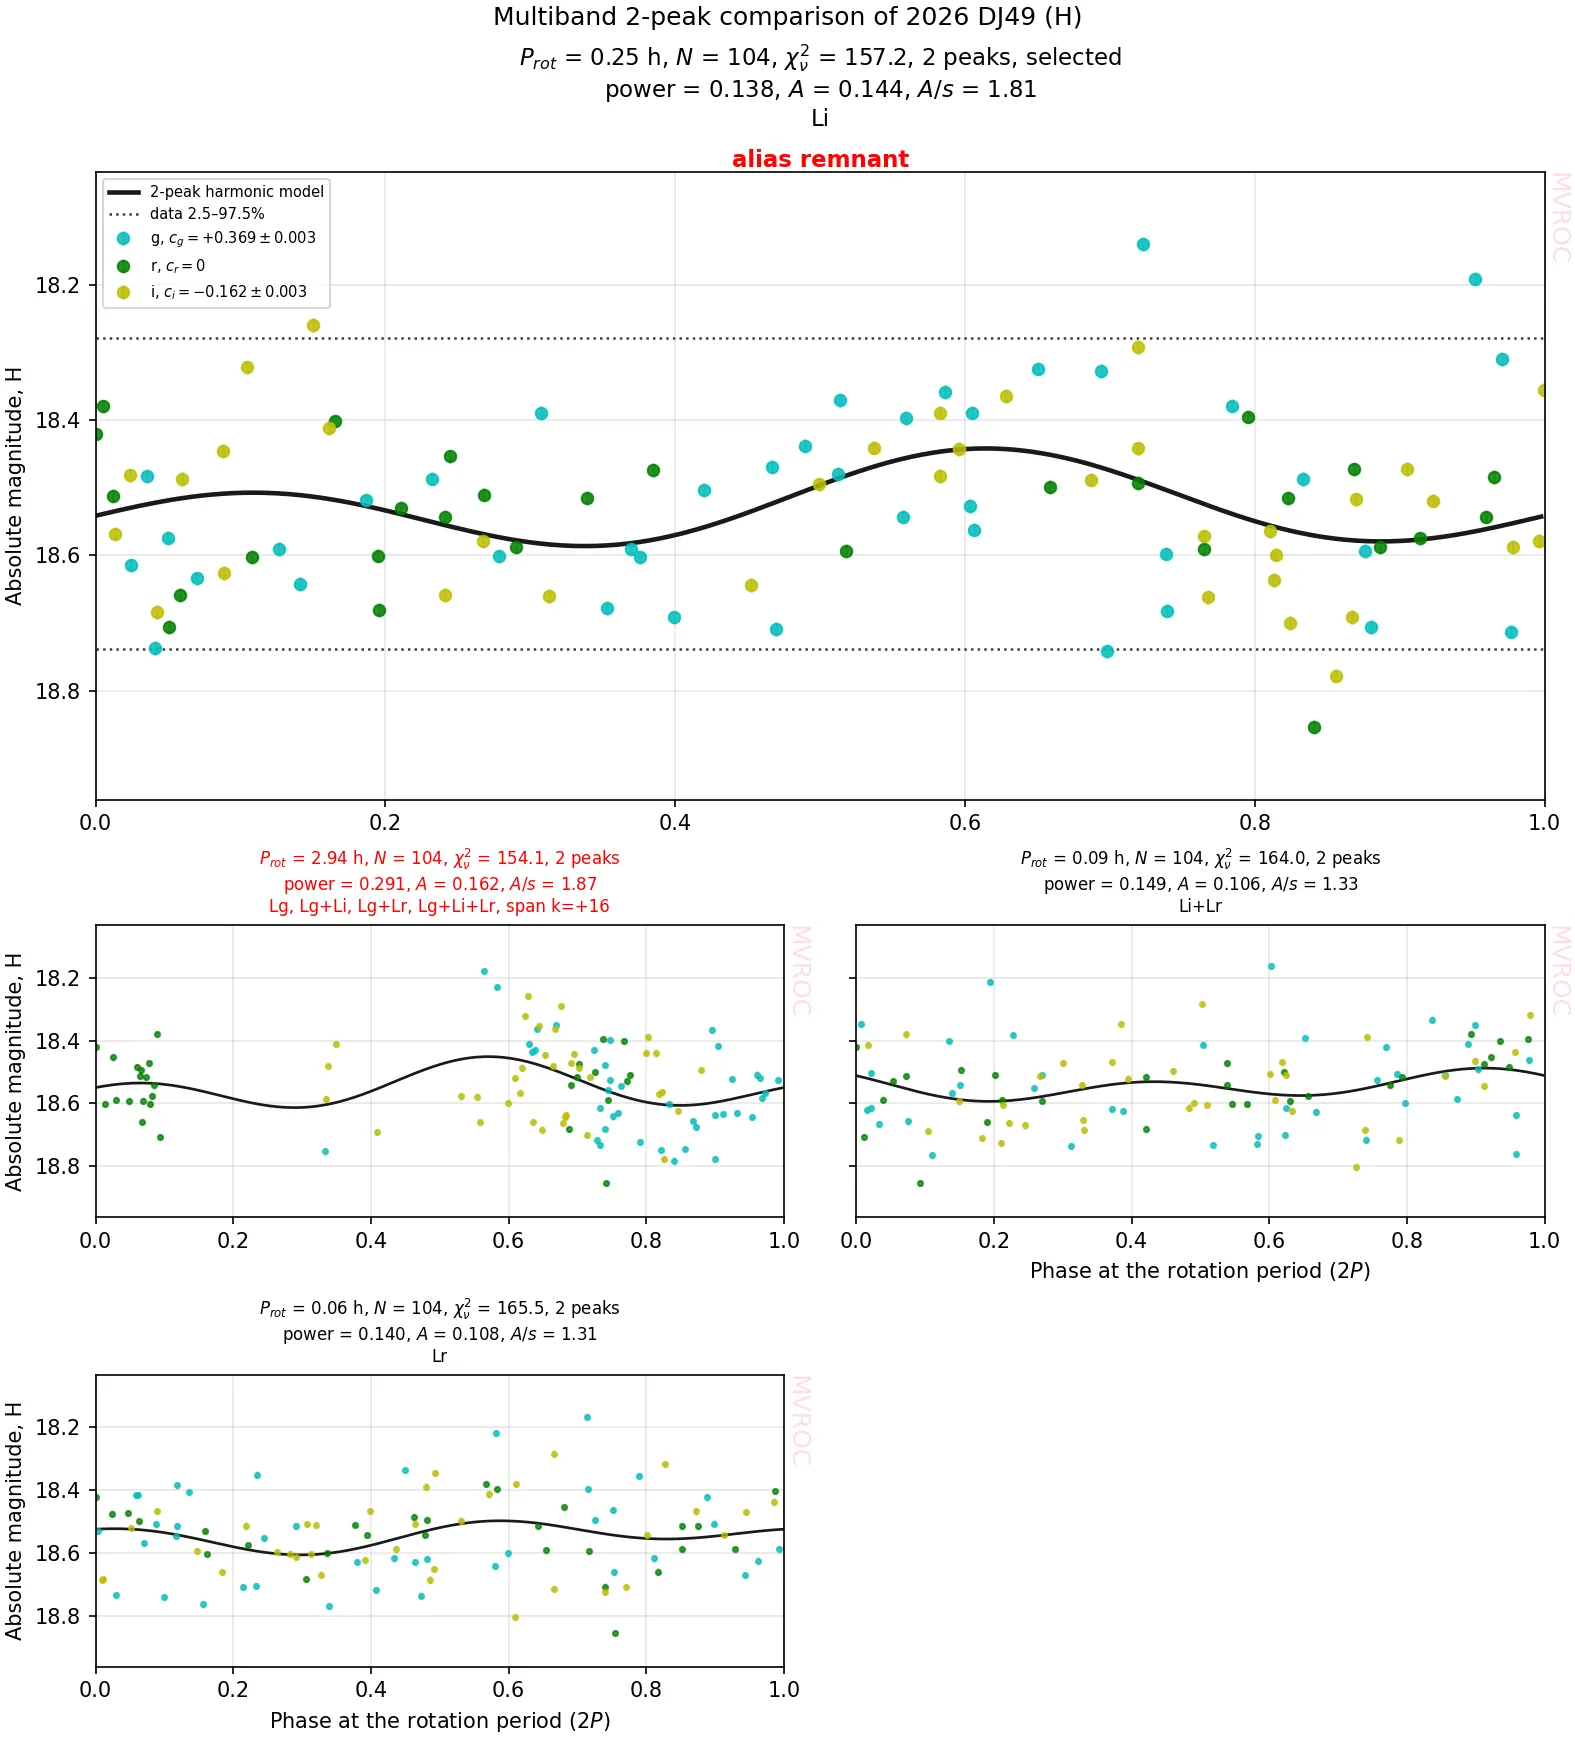 Multiband 2-peak comparison of 2026 DJ49 (H)
P_rot = 0.25 h, N = 104, χ²_ν = 157.2, 2 peaks, selected
power = 0.138, A = 0.144, A/s = 1.81
Li
alias remnant
2-peak harmonic model
data 2.5–97.5%
g, c_g = +0.369 ± 0.003
r, c_r = 0
i, c_i = −0.162 ± 0.003
MVROC
Absolute magnitude, H
18.2
18.4
18.6
18.8
0.0 0.2 0.4 0.6 0.8 1.0
P_rot = 2.94 h, N = 104, χ²_ν = 154.1, 2 peaks
power = 0.291, A = 0.162, A/s = 1.87
Lg, Lg+Li, Lg+Lr, Lg+Li+Lr, span k=+16
MVROC
Absolute magnitude, H
18.2
18.4
18.6
18.8
0.0 0.2 0.4 0.6 0.8 1.0
P_rot = 0.09 h, N = 104, χ²_ν = 164.0, 2 peaks
power = 0.149, A = 0.106, A/s = 1.33
Li+Lr
MVROC
0.0 0.2 0.4 0.6 0.8 1.0
Phase at the rotation period (2P)
P_rot = 0.06 h, N = 104, χ²_ν = 165.5, 2 peaks
power = 0.140, A = 0.108, A/s = 1.31
Lr
MVROC
Absolute magnitude, H
18.2
18.4
18.6
18.8
0.0 0.2 0.4 0.6 0.8 1.0
Phase at the rotation period (2P)